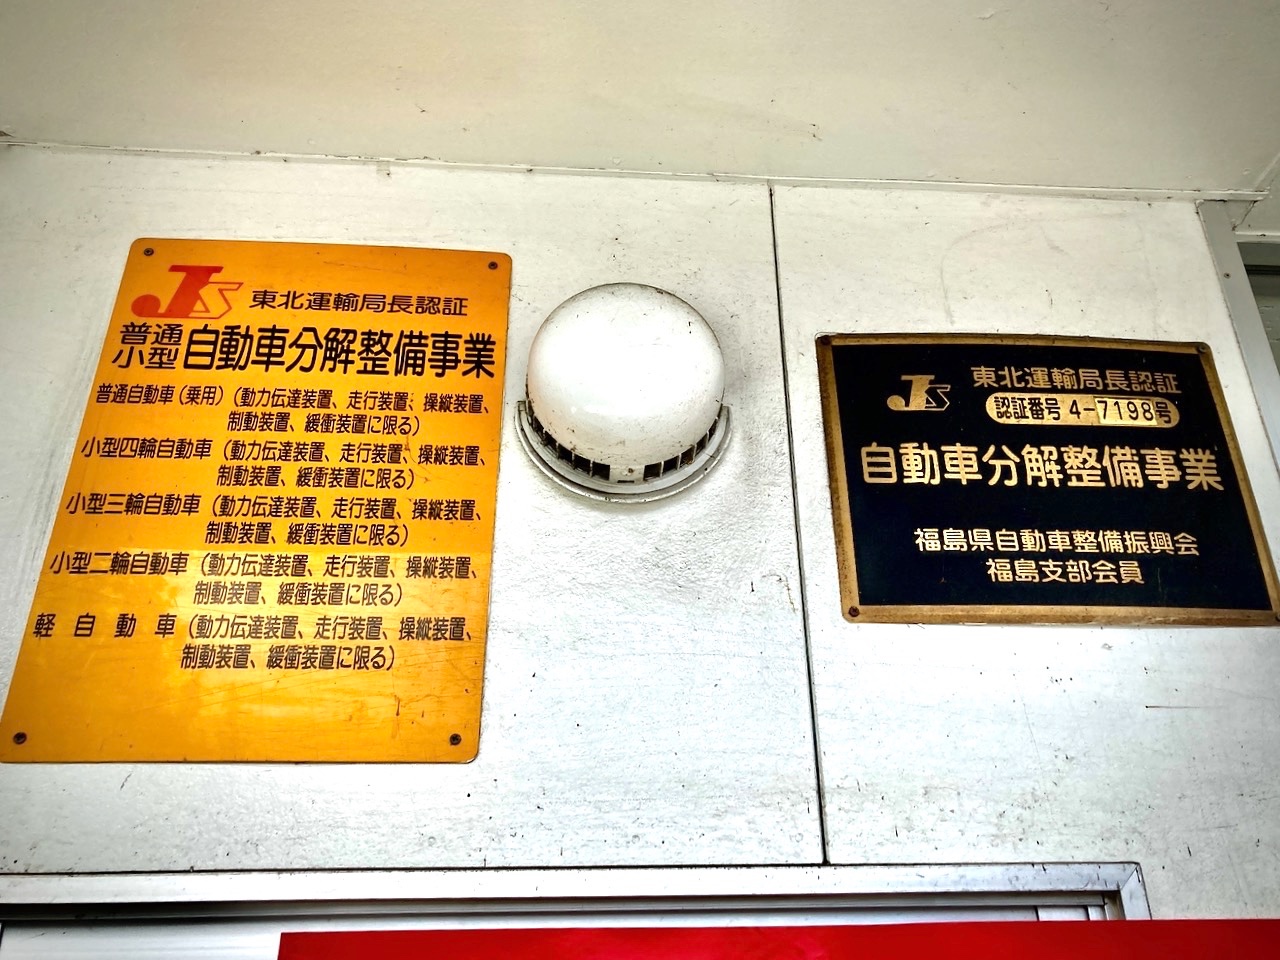 JS 東北運輸局長認証
普通
小型 自動車分解整備事業
普通自動車(乗用)(動力伝達装置、走行装置、操縦装置、
制動装置、緩衝装置に限る)
小型四輪自動車(動力伝達装置、走行装置、操縦装置、
制動装置、緩衝装置に限る)
小型三輪自動車(動力伝達装置、走行装置、操縦装置、
制動装置、緩衝装置に限る)
小型二輪自動車(動力伝達装置、走行装置、操縦装置、
制動装置、緩衝装置に限る)
軽自動車(動力伝達装置、走行装置、操縦装置、
制動装置、緩衝装置に限る)
JS 東北運輸局長認証
認証番号 4-7198号
自動車分解整備事業
福島県自動車整備振興会
福島支部会員